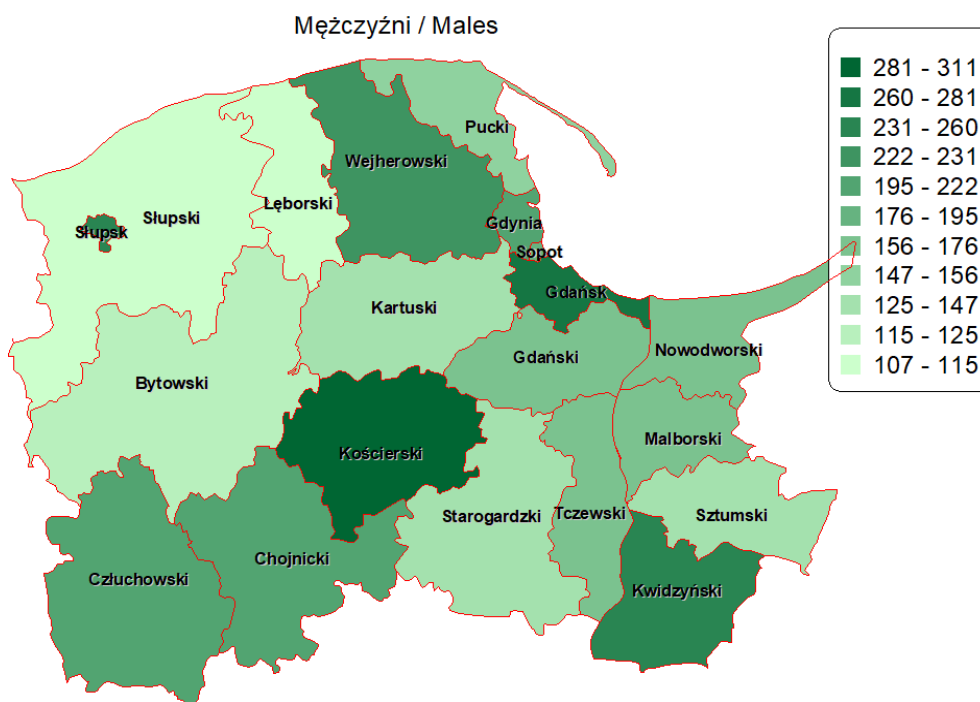 Mężczyźni / Males
281 - 311
260 - 281
231 - 260
222 - 231
195 - 222
176 - 195
156 - 176
147 - 156
125 - 147
115 - 125
107 - 115
Pucki
Wejherowski
Lęborski
Słupski
Słupsk
Gdynia
Sopot
Gdańsk
Kartuski
Gdański
Nowodworski
Bytowski
Malborski
Kościerski
Starogardzki
Tczewski
Sztumski
Chojnicki
Człuchowski
Kwidzyński